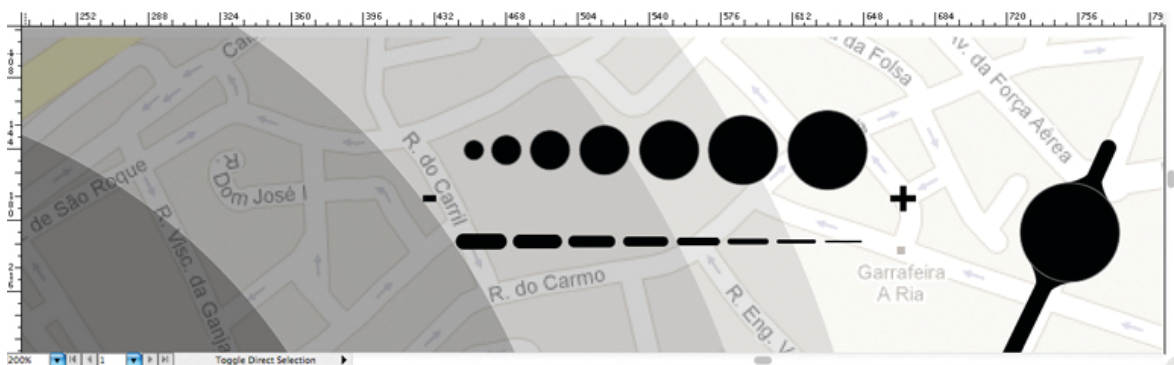 252 288 324 360 396 432 468 504 540 576 612 648 684 720 756 79
da Folsa
Av. da Força Aérea
R. do Carril
R. Dom José I
de São Roque
R. Visc. da Ganja
- +
Garrafeira
A Ria
R. do Carmo
R. Eng. V
200% 1 Toggle Direct Selection